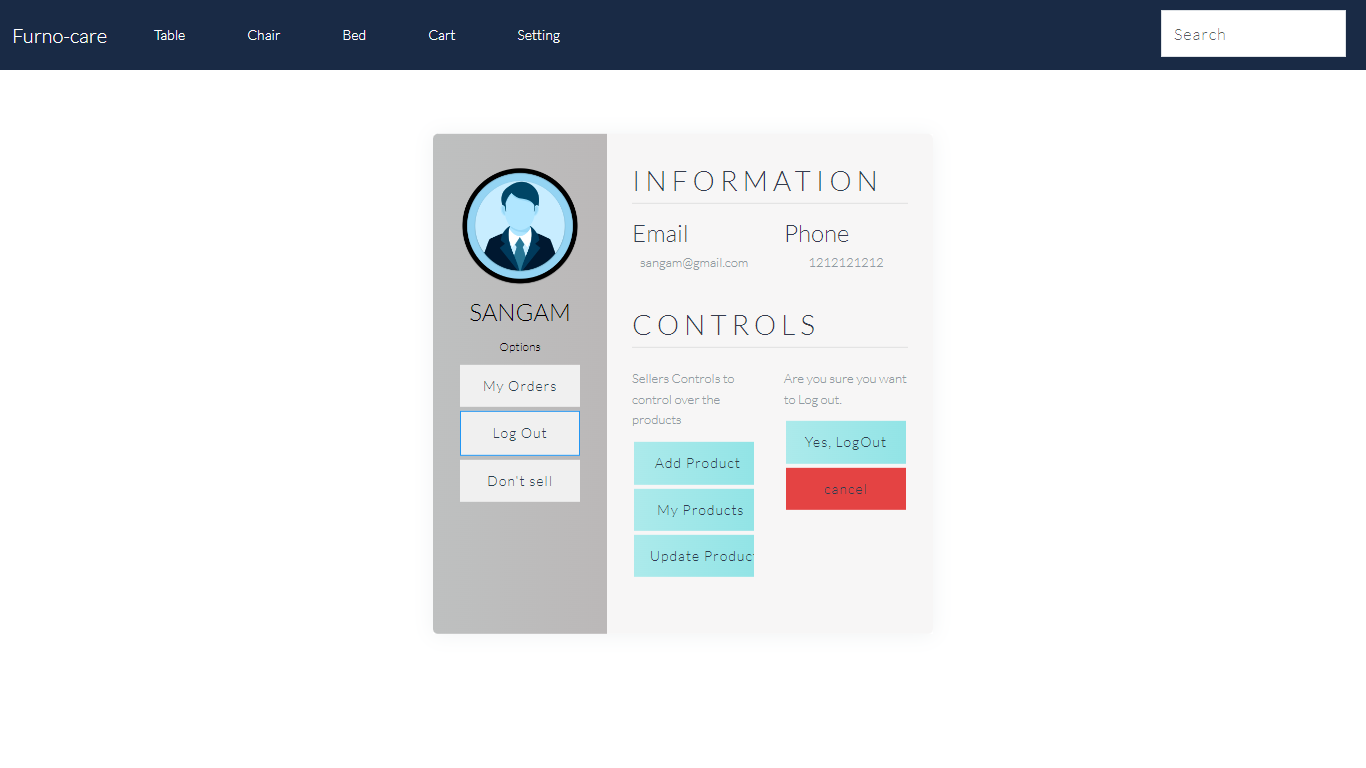 Furno-care Table Chair Bed Cart Setting Search
SANGAM
Options
My Orders
Log Out
Don't sell
INFORMATION
Email Phone
sangam@gmail.com 1212121212
CONTROLS
Sellers Controls to
control over the
products
Add Product
My Products
Update Produc
Are you sure you want
to Log out.
Yes, LogOut
cancel